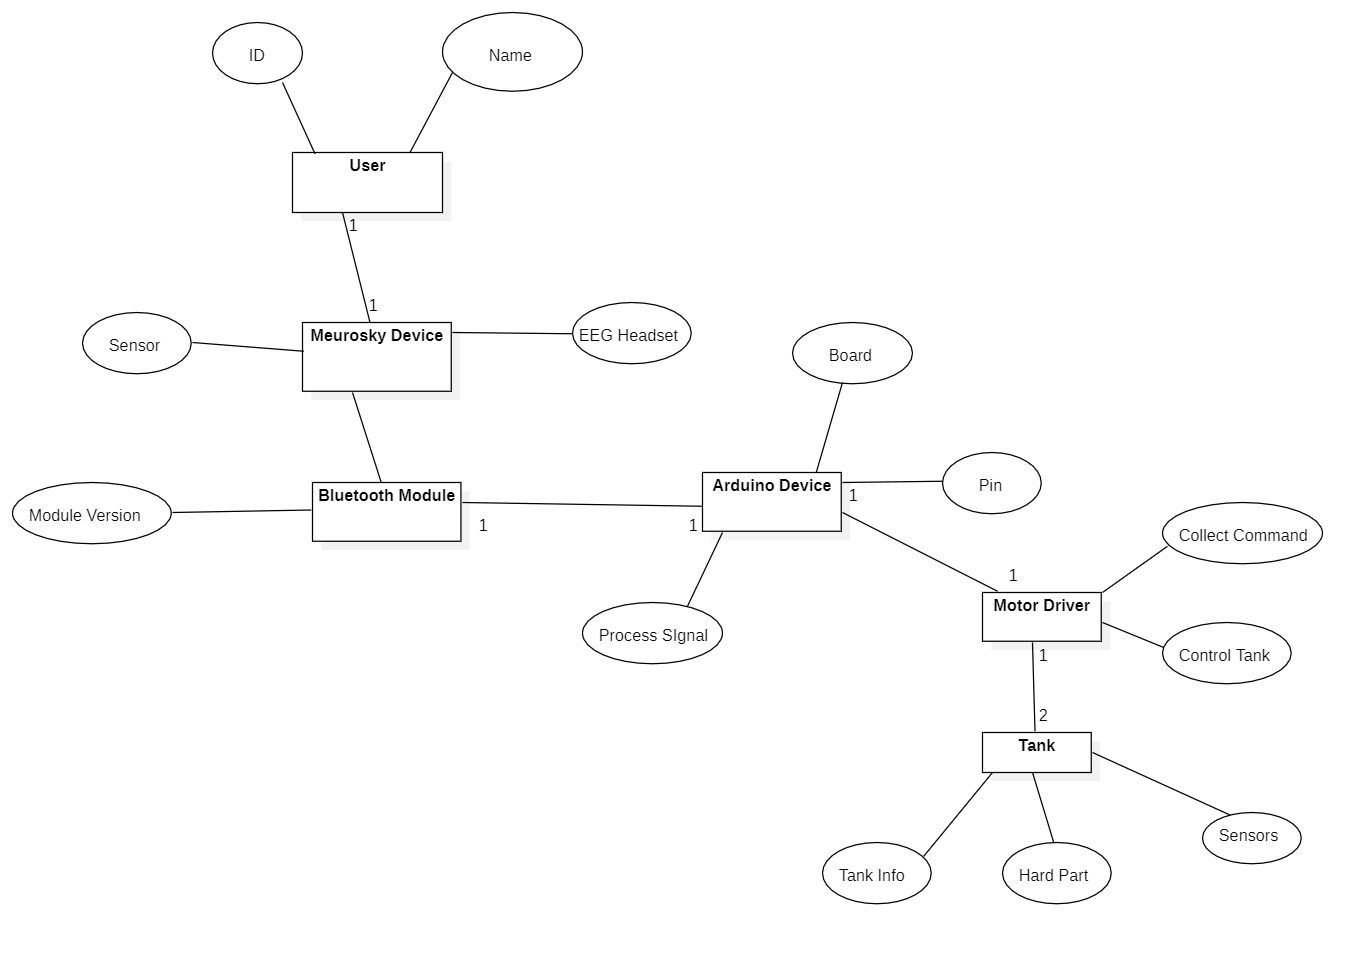 ID
Name
User
1
1
Meurosky Device
Sensor
EEG Headset
Board
Bluetooth Module
Module Version
1
1
Arduino Device
1
Pin
Process SIgnal
1
Motor Driver
Collect Command
Control Tank
1
2
Tank
Sensors
Tank Info
Hard Part